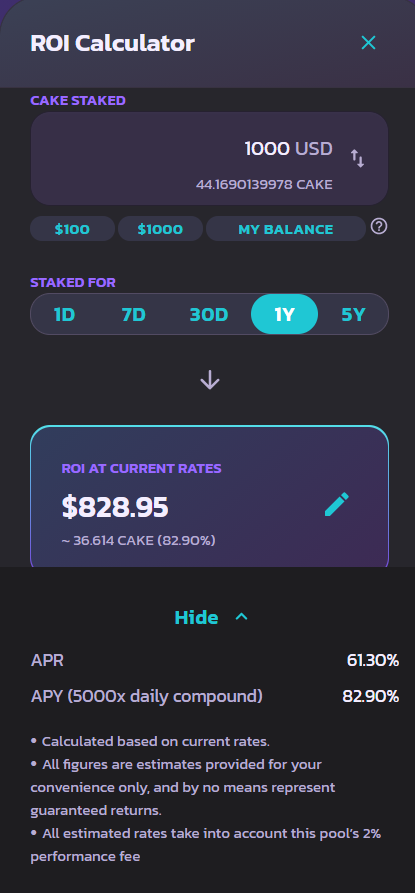 ROI Calculator
CAKE STAKED
1000 USD
44.1690139978 CAKE
$100 $1000 MY BALANCE
STAKED FOR
1D 7D 30D 1Y 5Y
ROI AT CURRENT RATES
$828.95
~ 36.614 CAKE (82.90%)
Hide
APR 61.30%
APY (5000x daily compound) 82.90%
• Calculated based on current rates.
• All figures are estimates provided for your
convenience only, and by no means represent
guaranteed returns.
• All estimated rates take into account this pool's 2%
performance fee